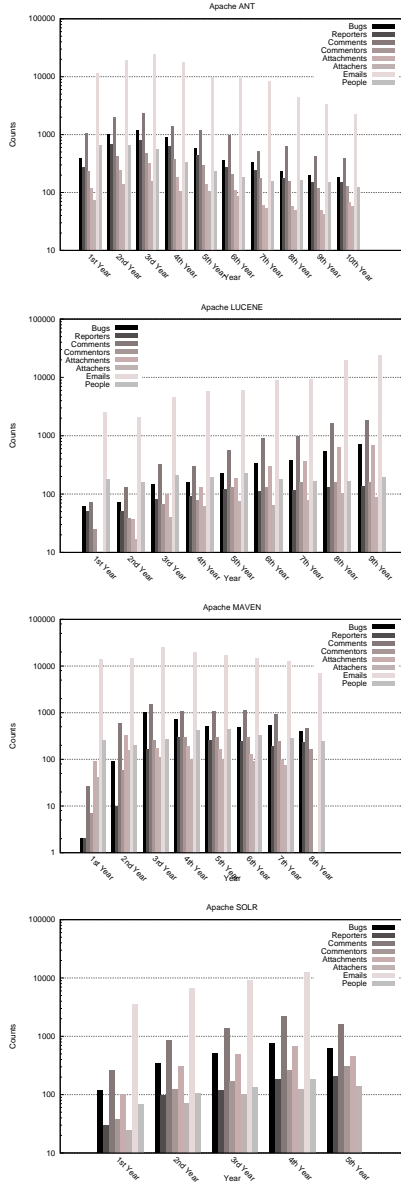 Apache ANT
100000
10000
1000
100
10
Counts
Bugs
Reporters
Comments
Commentors
Attachments
Attachers
Emails
People
1st Year
2nd Year
3rd Year
4th Year
5th Year
6th Year
7th Year
8th Year
9th Year
10th Year
Year
Apache LUCENE
100000
10000
1000
100
10
Counts
Bugs
Reporters
Comments
Commentors
Attachments
Attachers
Emails
People
1st Year
2nd Year
3rd Year
4th Year
5th Year
6th Year
7th Year
8th Year
9th Year
Year
Apache MAVEN
100000
10000
1000
100
10
1
Counts
Bugs
Reporters
Comments
Commentors
Attachments
Attachers
Emails
People
1st Year
2nd Year
3rd Year
4th Year
5th Year
6th Year
7th Year
8th Year
Year
Apache SOLR
100000
10000
1000
100
10
Counts
Bugs
Reporters
Comments
Commentors
Attachments
Attachers
Emails
People
1st Year
2nd Year
3rd Year
4th Year
5th Year
Year